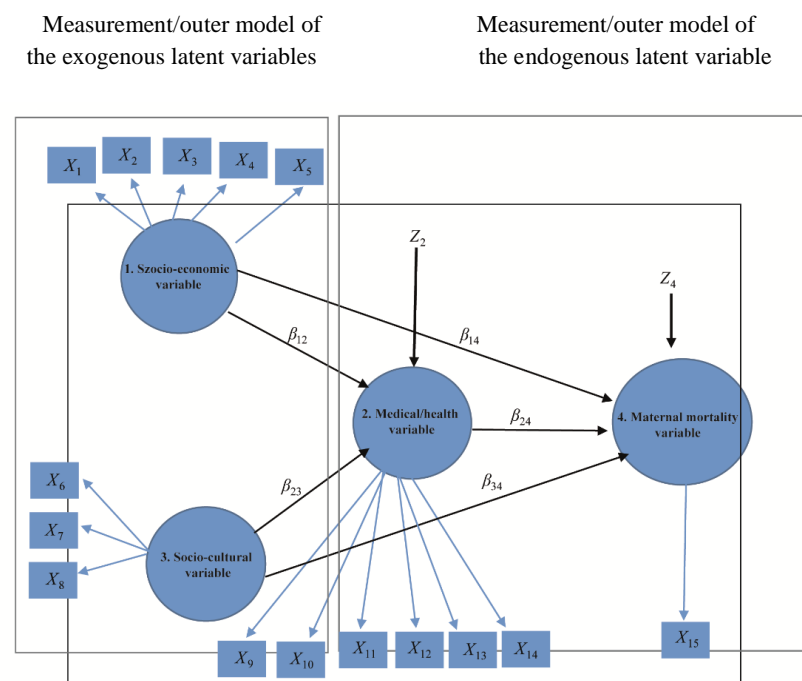 Measurement/outer model of
the exogenous latent variables
Measurement/outer model of
the endogenous latent variable
X₁
X₂
X₃
X₄
X₅
1. Szocio-economic
variable
Z₂
Z₄
β₁₂
β₁₄
2. Medical/health
variable
β₂₄
4. Maternal mortality
variable
X₆
X₇
X₈
β₂₃
β₃₄
3. Socio-cultural
variable
X₉
X₁₀
X₁₁
X₁₂
X₁₃
X₁₄
X₁₅